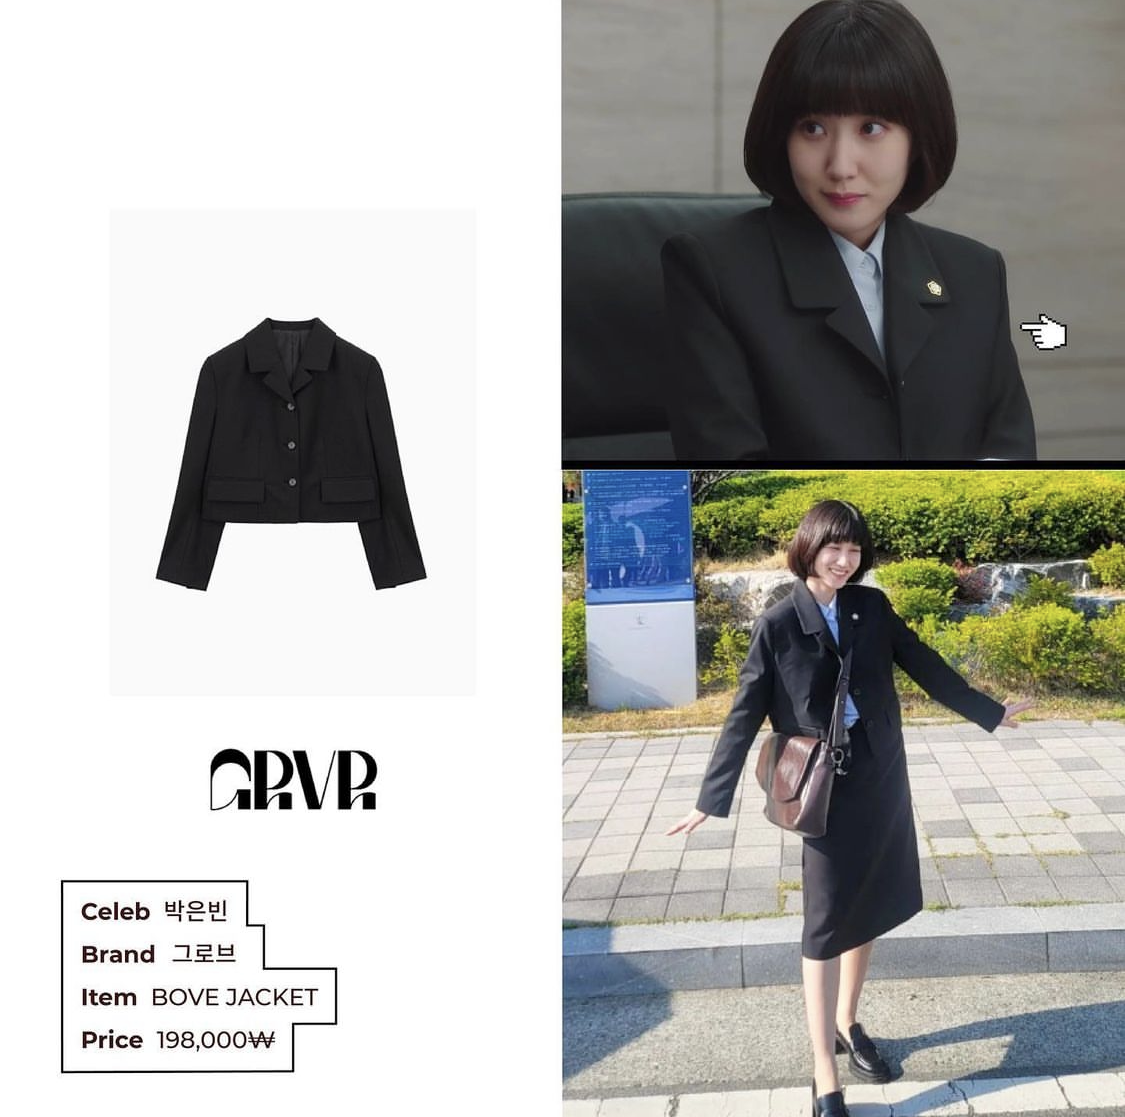 GRVR
Celeb 박은빈
Brand 그로브
Item BOVE JACKET
Price 198,000₩